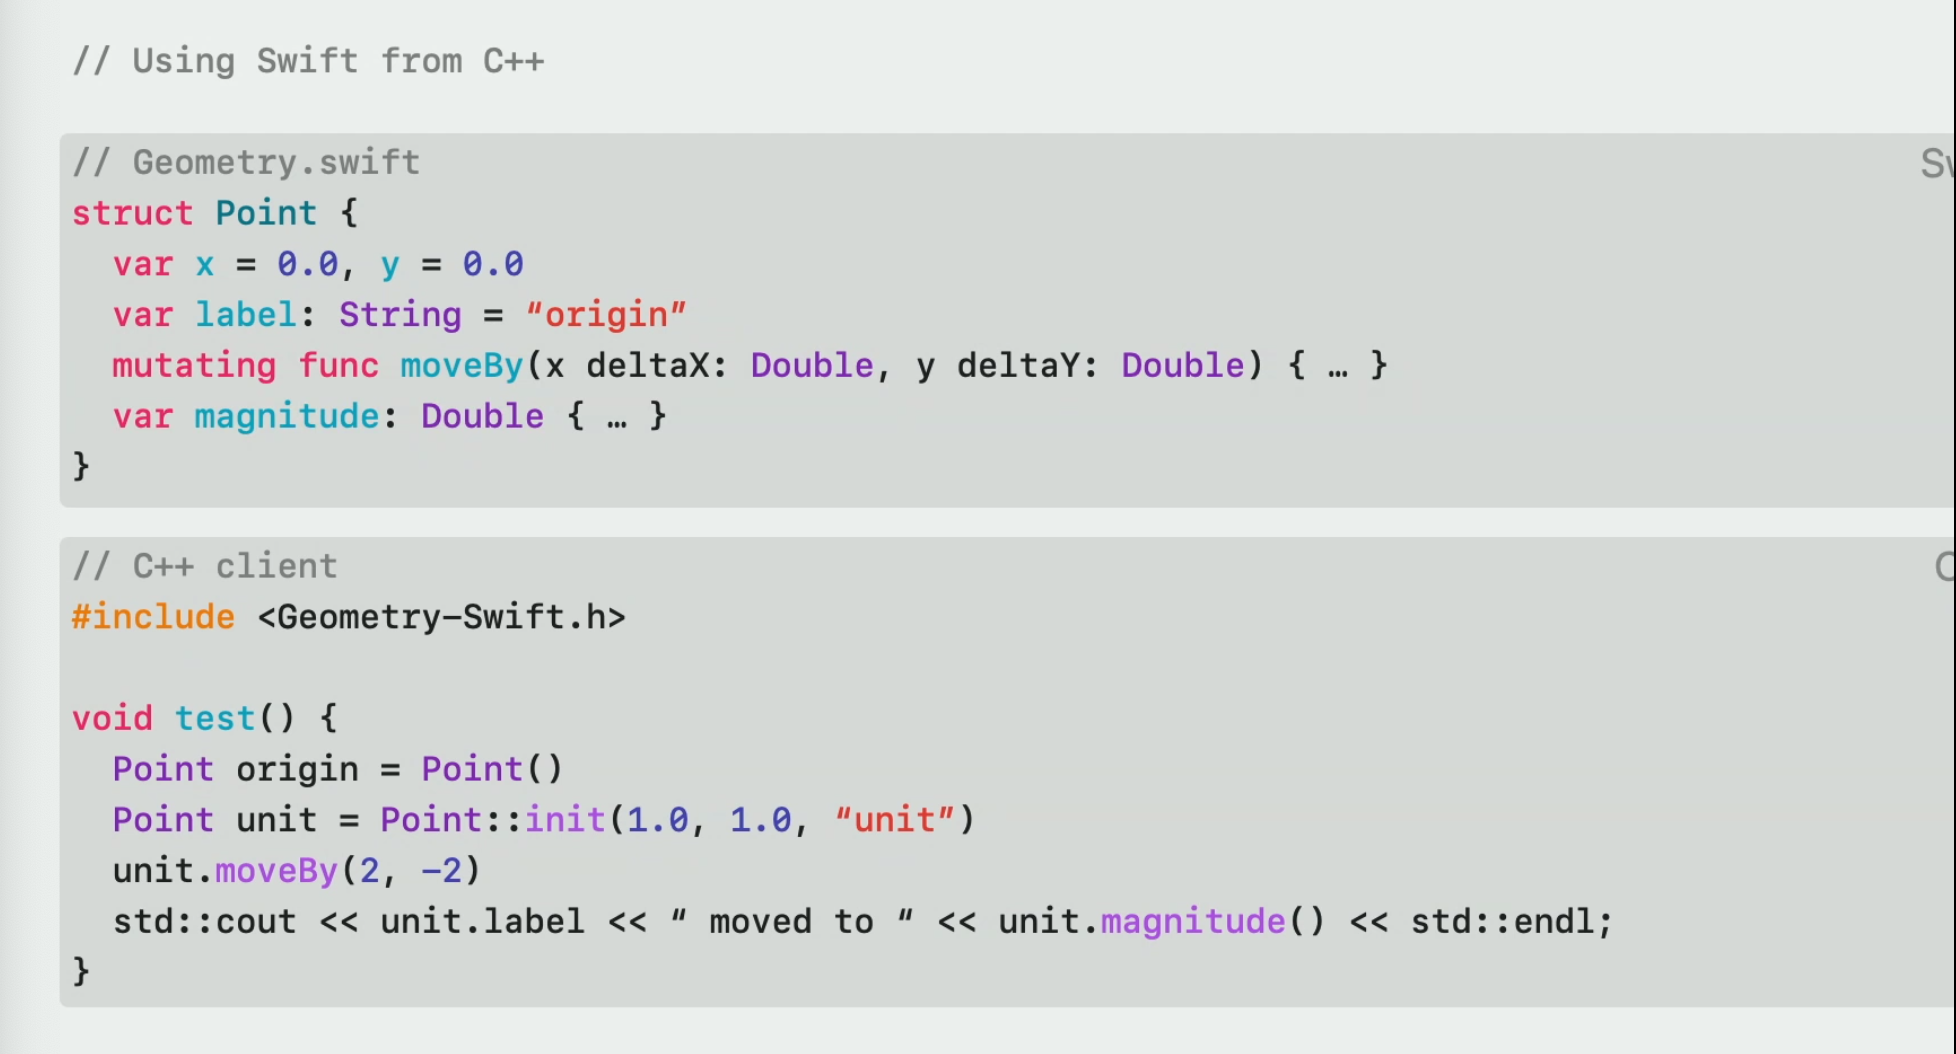 // Using Swift from C++
// Geometry.swift
struct Point {
  var x = 0.0, y = 0.0
  var label: String = “origin”
  mutating func moveBy(x deltaX: Double, y deltaY: Double) { … }
  var magnitude: Double { … }
}
// C++ client
#include <Geometry-Swift.h>
void test() {
  Point origin = Point()
  Point unit = Point::init(1.0, 1.0, “unit”)
  unit.moveBy(2, -2)
  std::cout << unit.label << “ moved to “ << unit.magnitude() << std::endl;
}